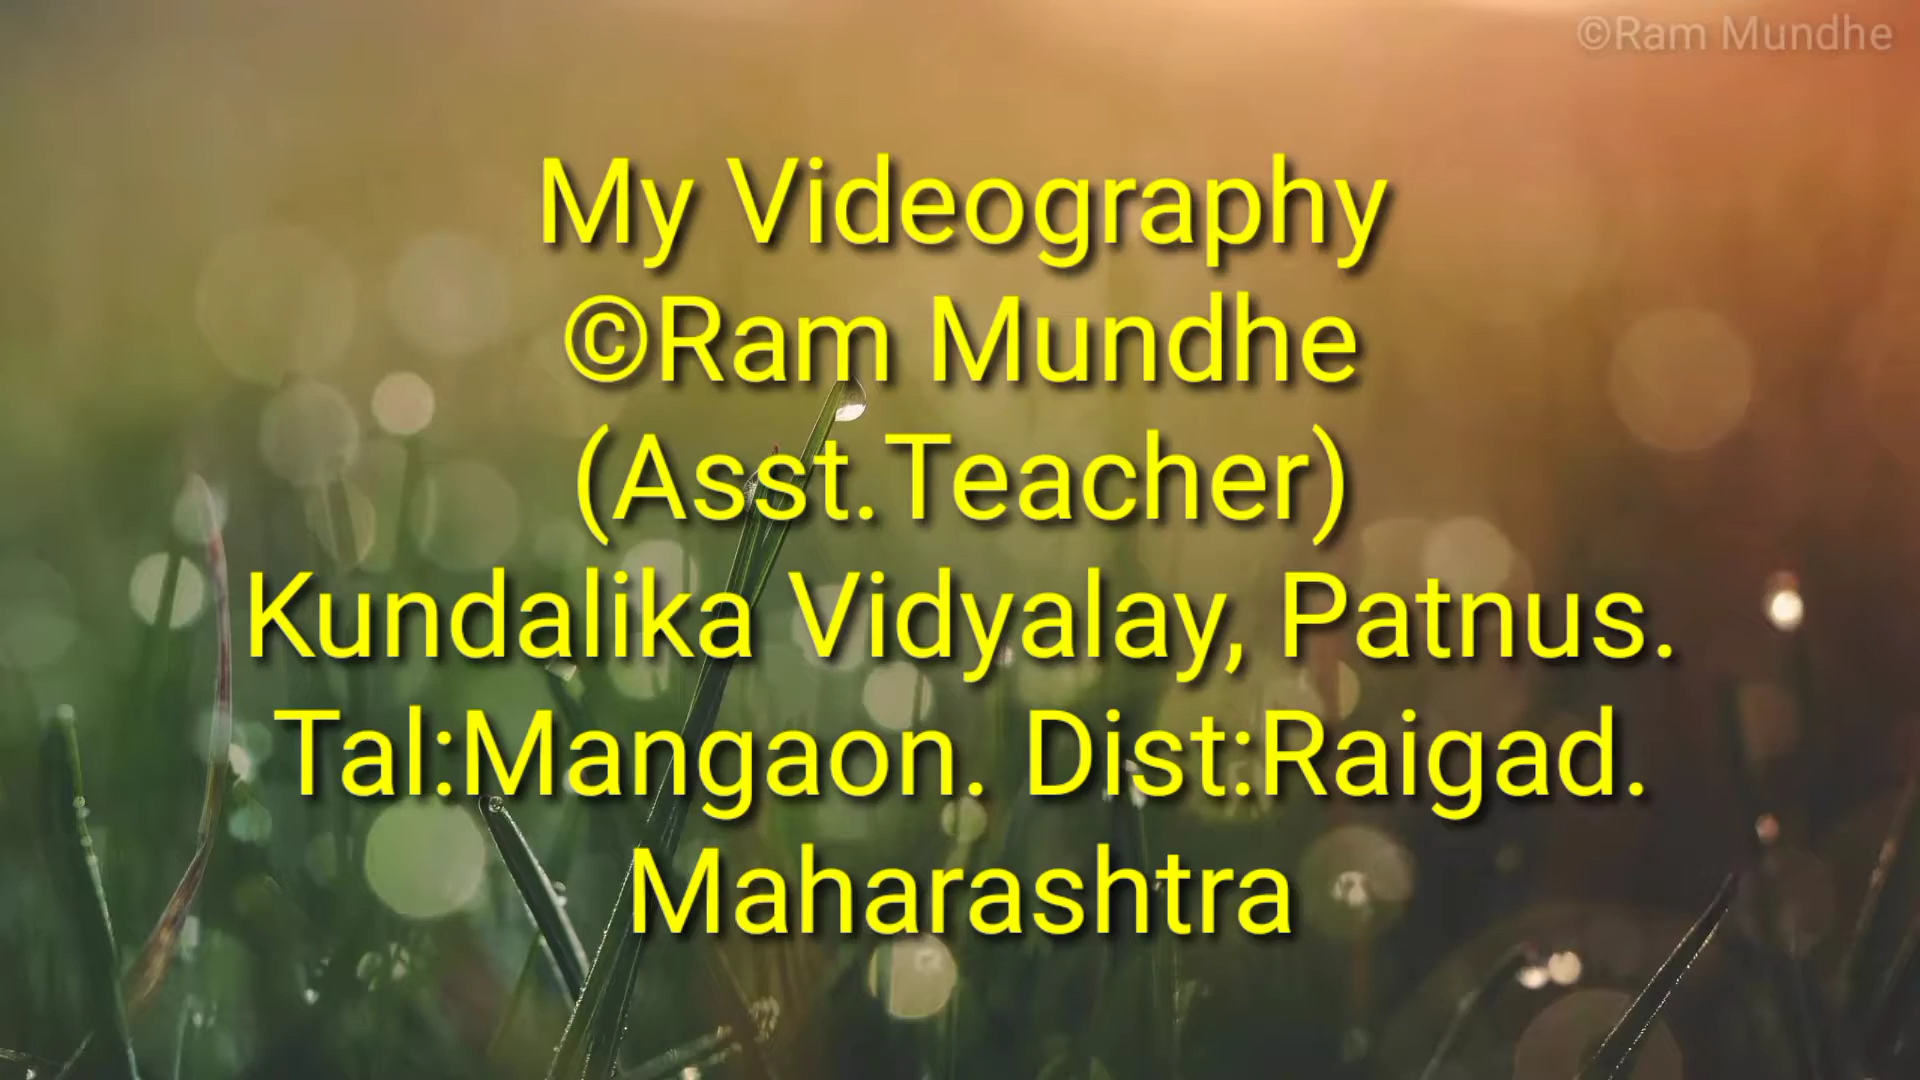 ©Ram Mundhe
My Videography
©Ram Mundhe
(Asst.Teacher)
Kundalika Vidyalay, Patnus.
Tal:Mangaon. Dist:Raigad.
Maharashtra